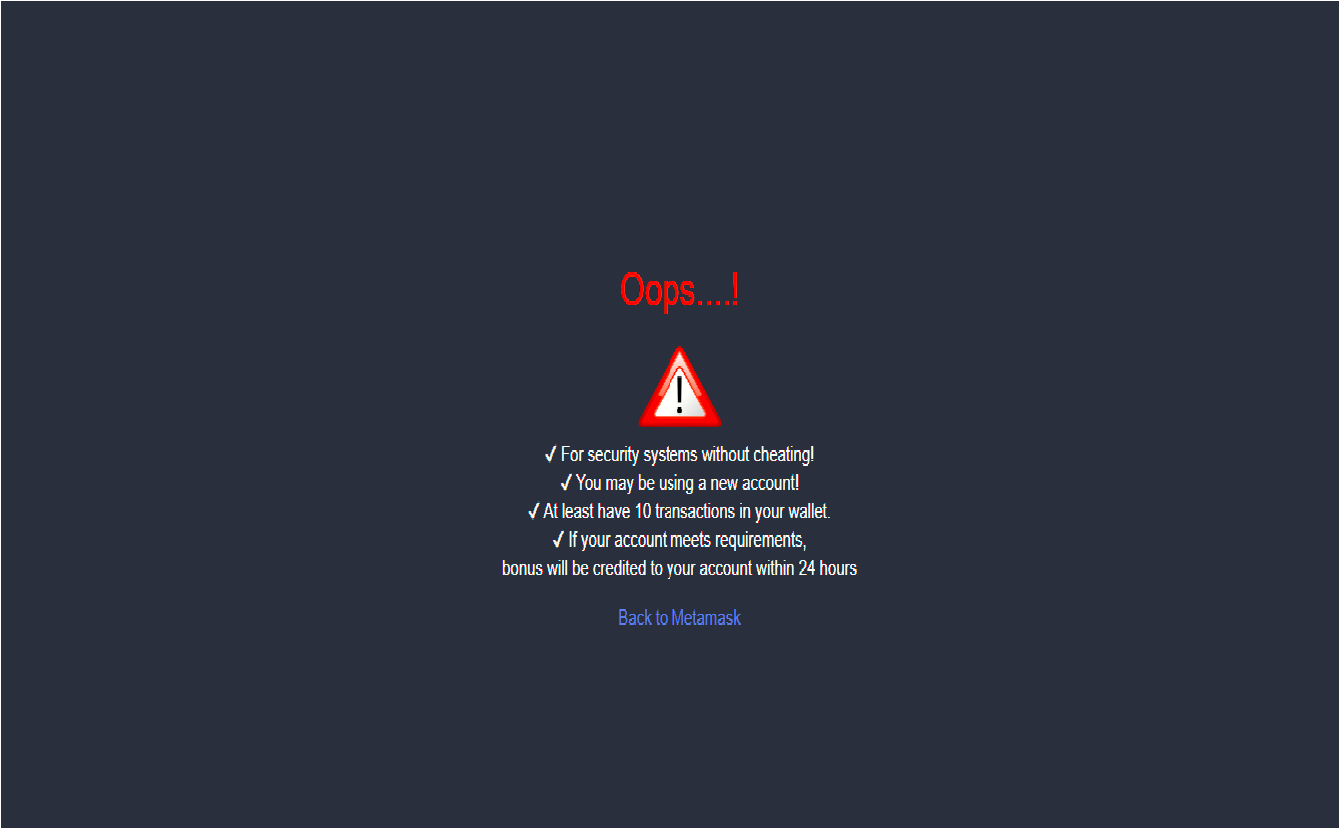 Oops....!
✓ For security systems without cheating!
✓ You may be using a new account!
✓ At least have 10 transactions in your wallet.
✓ If your account meets requirements,
bonus will be credited to your account within 24 hours
Back to Metamask